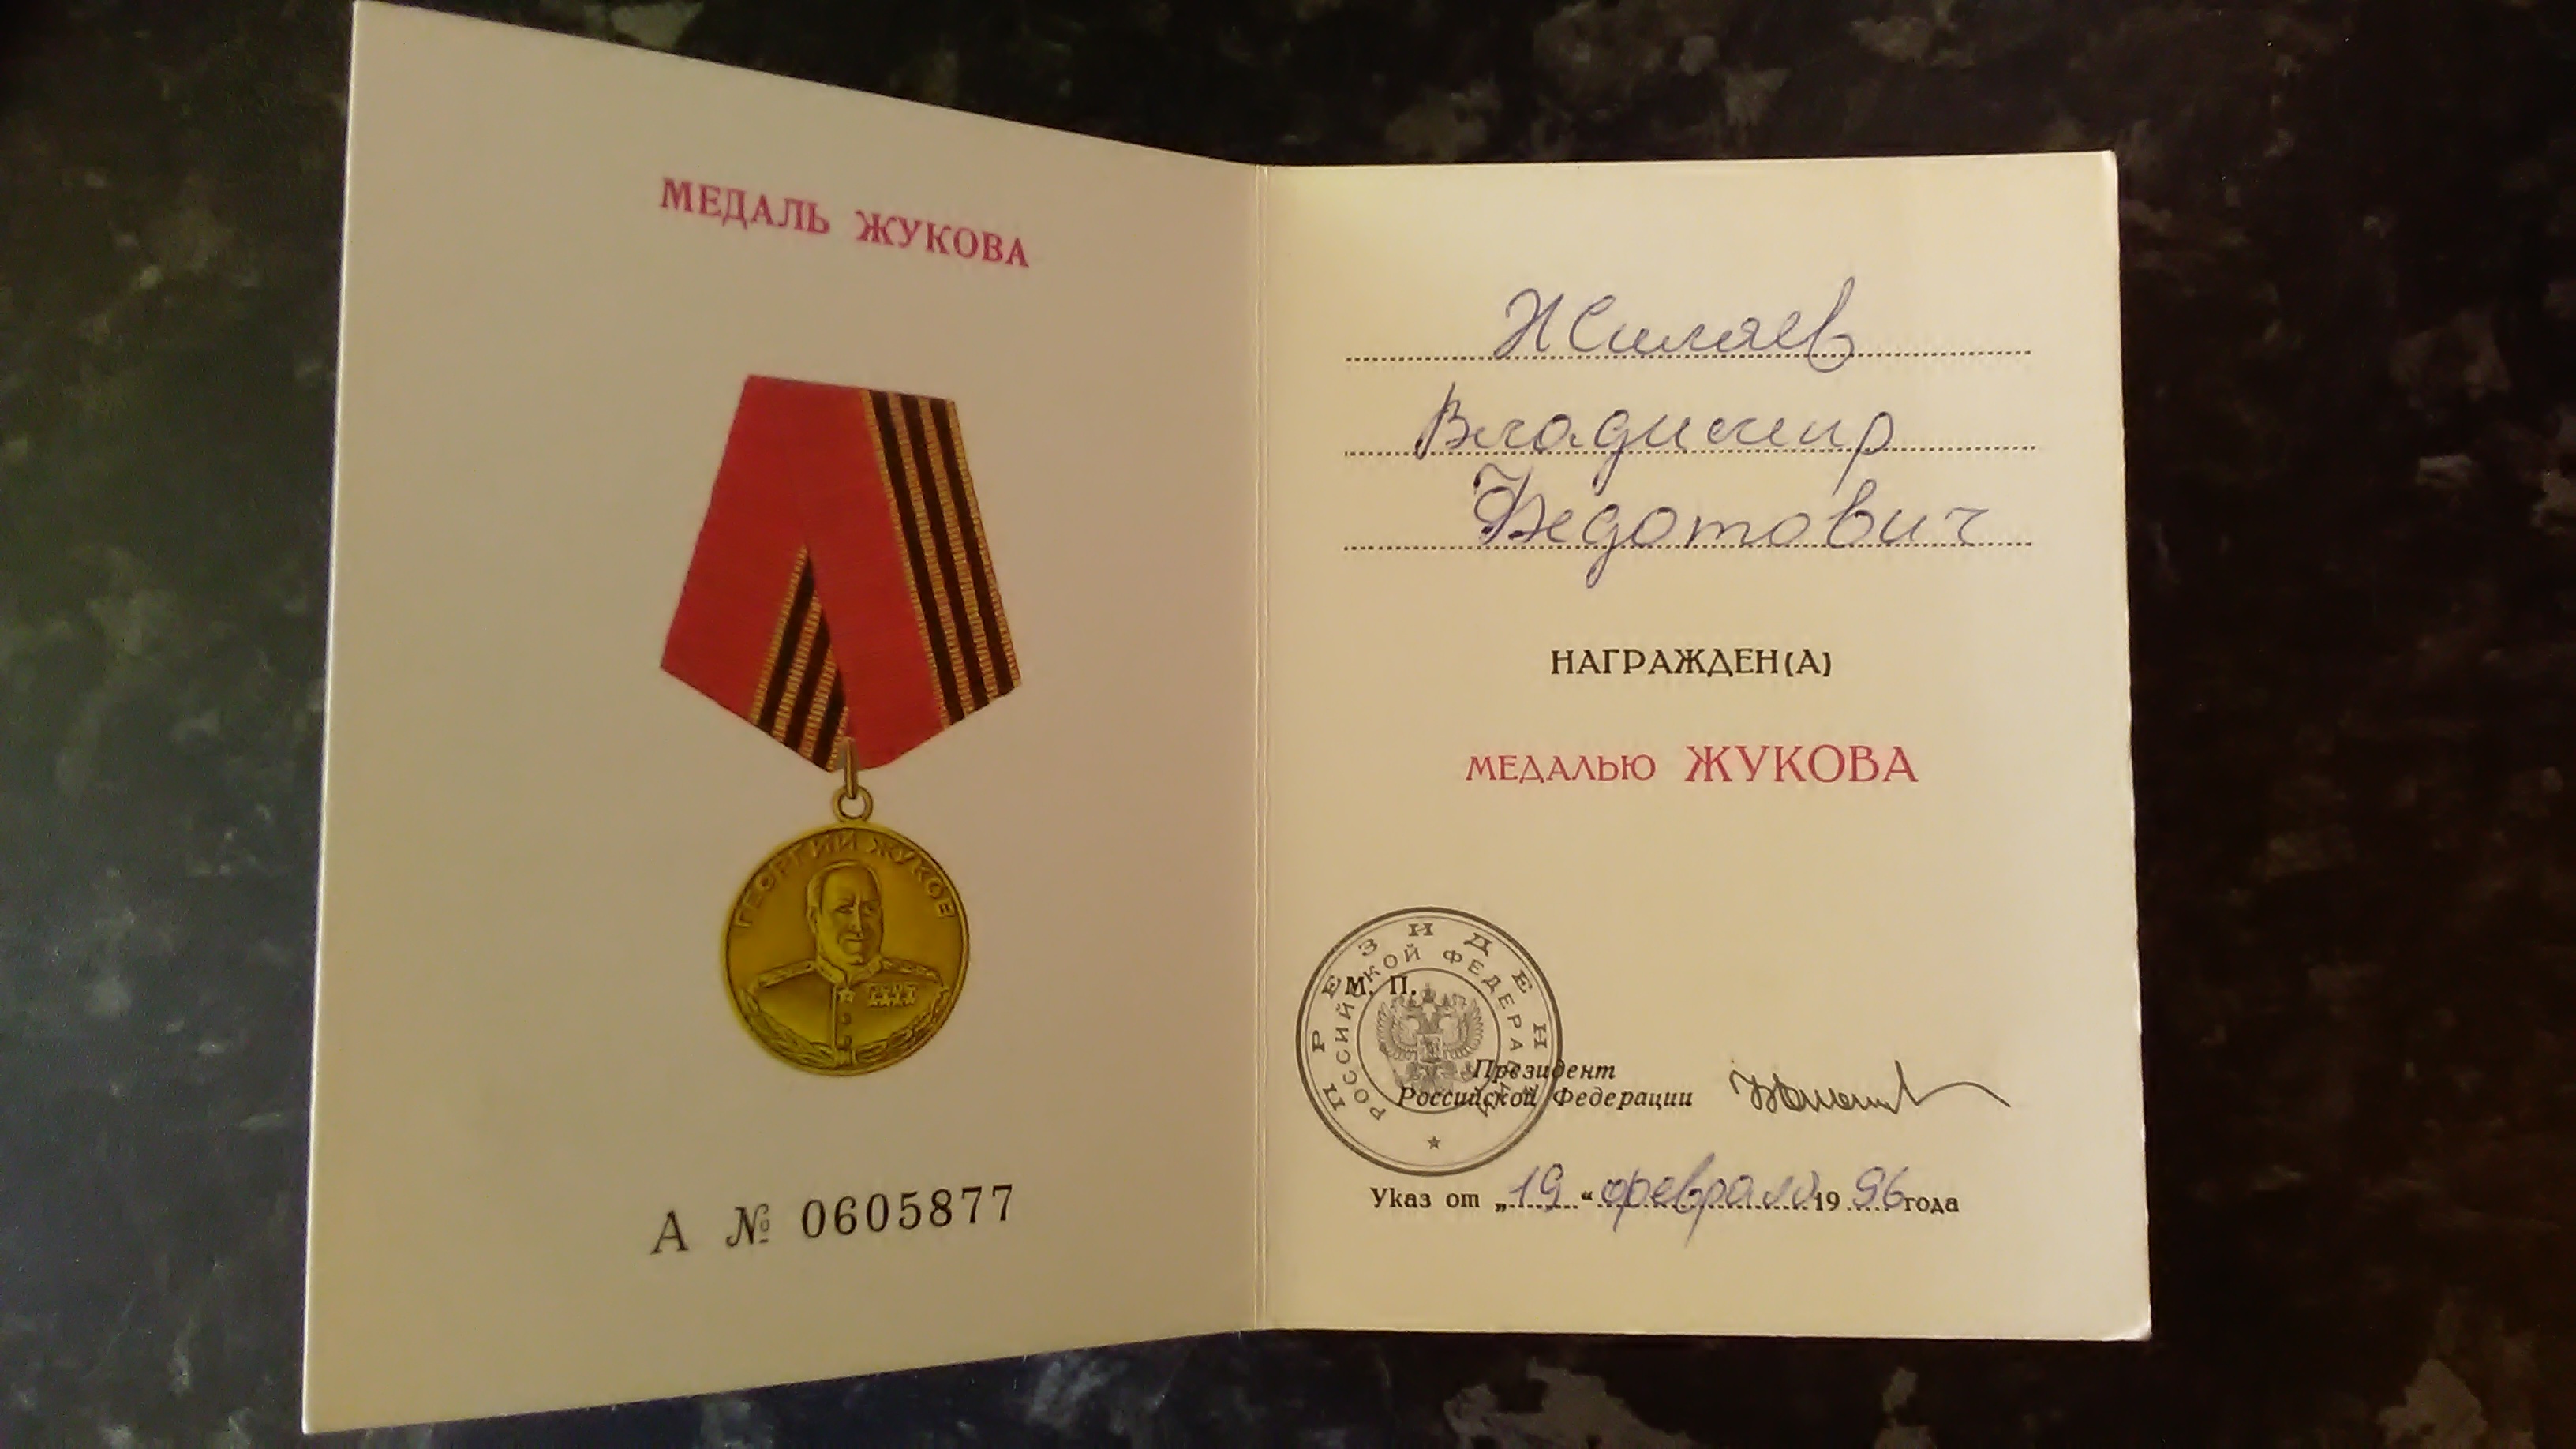 МЕДАЛЬ ЖУКОВА
ГЕОРГИЙ ЖУКОВ
А № 0605877
Жиляев
Владимир
Федотович
НАГРАЖДЕН(А)
МЕДАЛЬЮ ЖУКОВА
ПРЕЗИДЕНТ
РОССИЙСКОЙ ФЕДЕРАЦИИ
М. П.
Президент
Российской Федерации
Указ от „19“ февраля 1996 года